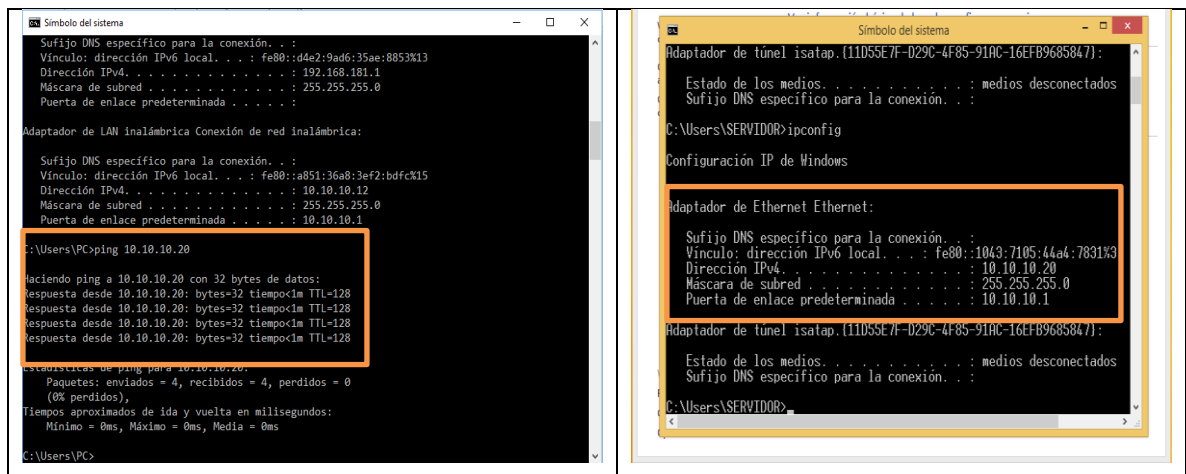 Símbolo del sistema
Sufijo DNS específico para la conexión. . :
Vínculo: dirección IPv6 local. . . : fe80::d4e2:9ad6:35ae:8853%13
Dirección IPv4. . . . . . . . . . . . . . : 192.168.181.1
Máscara de subred . . . . . . . . . . . . : 255.255.255.0
Puerta de enlace predeterminada . . . . . :
Adaptador de LAN inalámbrica Conexión de red inalámbrica:
Sufijo DNS específico para la conexión. . :
Vínculo: dirección IPv6 local. . . : fe80::a851:36a8:3ef2:bdfc%15
Dirección IPv4. . . . . . . . . . . . . . : 10.10.10.12
Máscara de subred . . . . . . . . . . . . : 255.255.255.0
Puerta de enlace predeterminada . . . . . : 10.10.10.1
C:\Users\PC>ping 10.10.10.20
Haciendo ping a 10.10.10.20 con 32 bytes de datos:
Respuesta desde 10.10.10.20: bytes=32 tiempo<1m TTL=128
Respuesta desde 10.10.10.20: bytes=32 tiempo<1m TTL=128
Respuesta desde 10.10.10.20: bytes=32 tiempo<1m TTL=128
Respuesta desde 10.10.10.20: bytes=32 tiempo<1m TTL=128
Estadísticas de ping para 10.10.10.20:
Paquetes: enviados = 4, recibidos = 4, perdidos = 0
(0% perdidos),
Tiempos aproximados de ida y vuelta en milisegundos:
Mínimo = 0ms, Máximo = 0ms, Media = 0ms
C:\Users\PC>
Símbolo del sistema
Adaptador de túnel isatap.{11D55E7F-D29C-4F85-91AC-16EFB9685847}:
Estado de los medios. . . . . . . . . . . : medios desconectados
Sufijo DNS específico para la conexión. . :
C:\Users\SERVIDOR>ipconfig
Configuración IP de Windows
Adaptador de Ethernet Ethernet:
Sufijo DNS específico para la conexión. . :
Vínculo: dirección IPv6 local. . . : fe80::1043:7105:44a4:7831%3
Dirección IPv4. . . . . . . . . . . . . . : 10.10.10.20
Máscara de subred . . . . . . . . . . . . : 255.255.255.0
Puerta de enlace predeterminada . . . . . : 10.10.10.1
Adaptador de túnel isatap.{11D55E7F-D29C-4F85-91AC-16EFB9685847}:
Estado de los medios. . . . . . . . . . . : medios desconectados
Sufijo DNS específico para la conexión. . :
C:\Users\SERVIDOR>